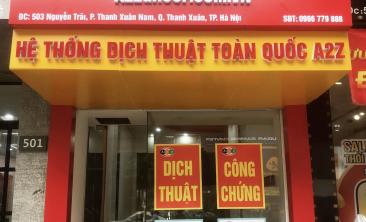 ĐC: 503 Nguyễn Trãi, P. Thanh Xuân Nam, Q. Thanh Xuân, TP. Hà Nội
SĐT: 0966 779 888
HỆ THỐNG DỊCH THUẬT TOÀN QUỐC A2Z
501
DỊCH
THUẬT
CÔNG
CHỨNG